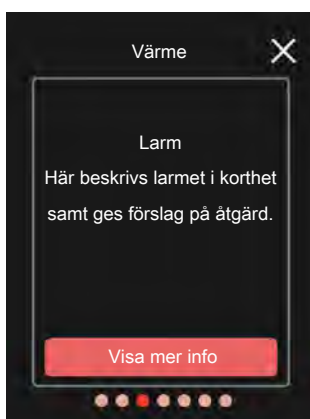 Värme
Larm
Här beskrivs larmet i korthet
samt ges förslag på åtgärd.
Visa mer info